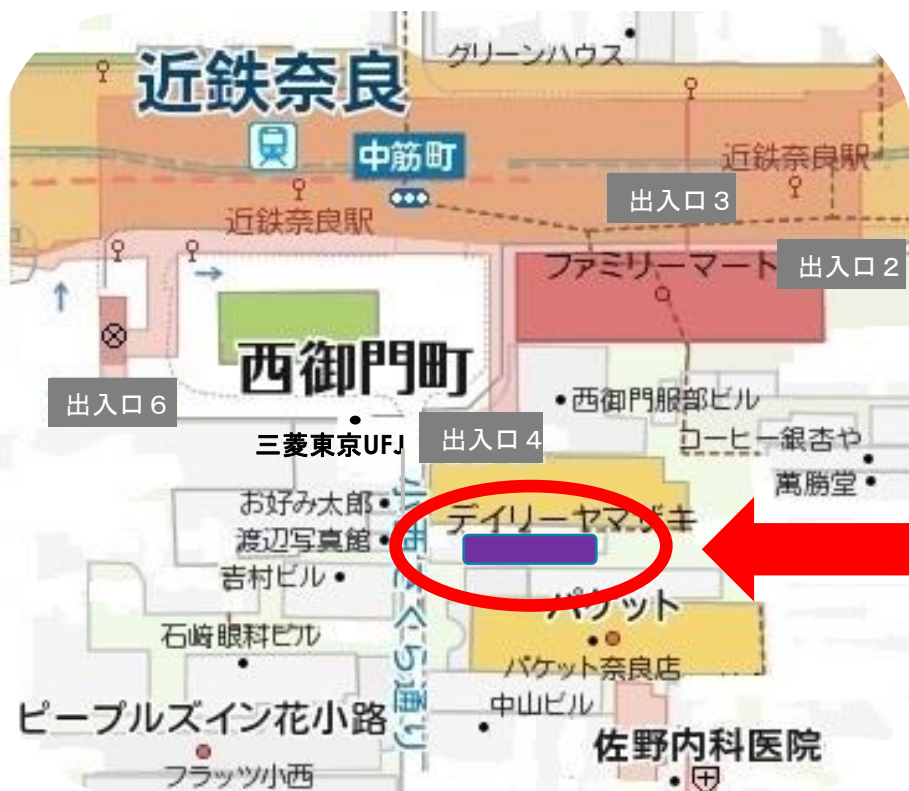 グリーンハウス
近鉄奈良
中筋町
近鉄奈良駅
出入口3
近鉄奈良駅
ファミリーマート
出入口2
西御門町
出入口6
三菱東京UFJ
出入口4
・西御門服部ビル
コーヒー銀杏や
萬勝堂・
お好み太郎・
デイリーヤマザキ
渡辺写真館・
吉村ビル・
小西さくら通り
パケット
石崎眼科ビル
パケット奈良店
中山ビル
ピープルズイン花小路
佐野内科医院
フラッツ小西